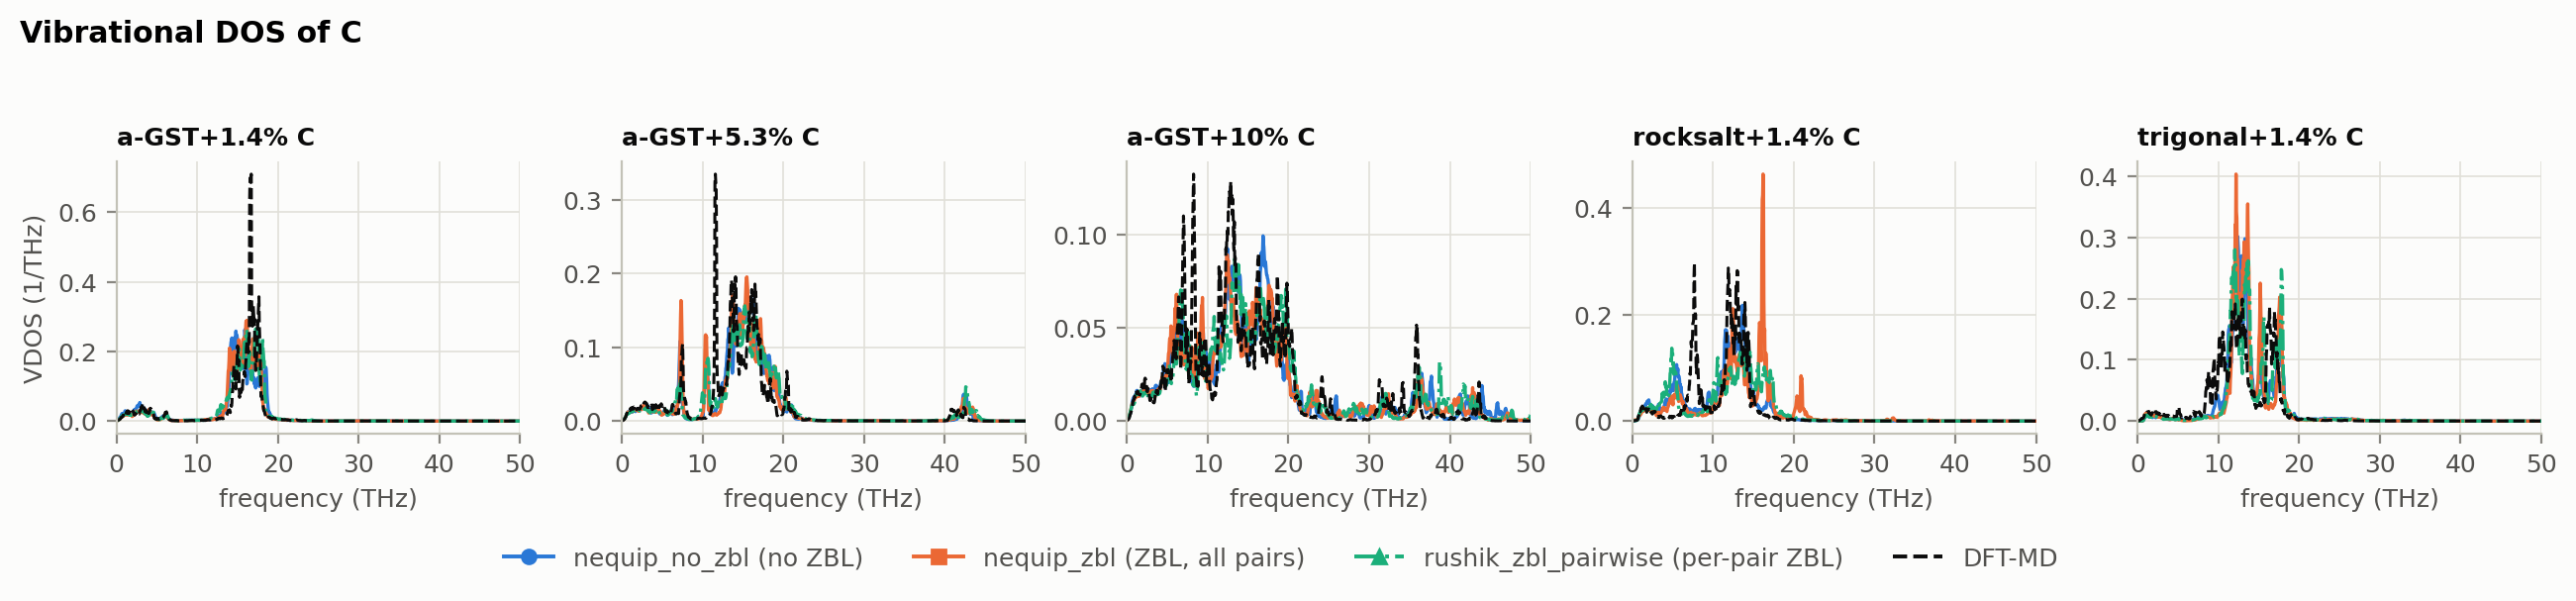 Vibrational DOS of C
a-GST+1.4% C
a-GST+5.3% C
a-GST+10% C
rocksalt+1.4% C
trigonal+1.4% C
VDOS (1/THz)
0.6
0.4
0.2
0.0
0 10 20 30 40 50
frequency (THz)
0.3
0.2
0.1
0.0
0 10 20 30 40 50
frequency (THz)
0.10
0.05
0.00
0 10 20 30 40 50
frequency (THz)
0.4
0.2
0.0
0 10 20 30 40 50
frequency (THz)
0.4
0.3
0.2
0.1
0.0
0 10 20 30 40 50
frequency (THz)
nequip_no_zbl (no ZBL) nequip_zbl (ZBL, all pairs) rushik_zbl_pairwise (per-pair ZBL) DFT-MD